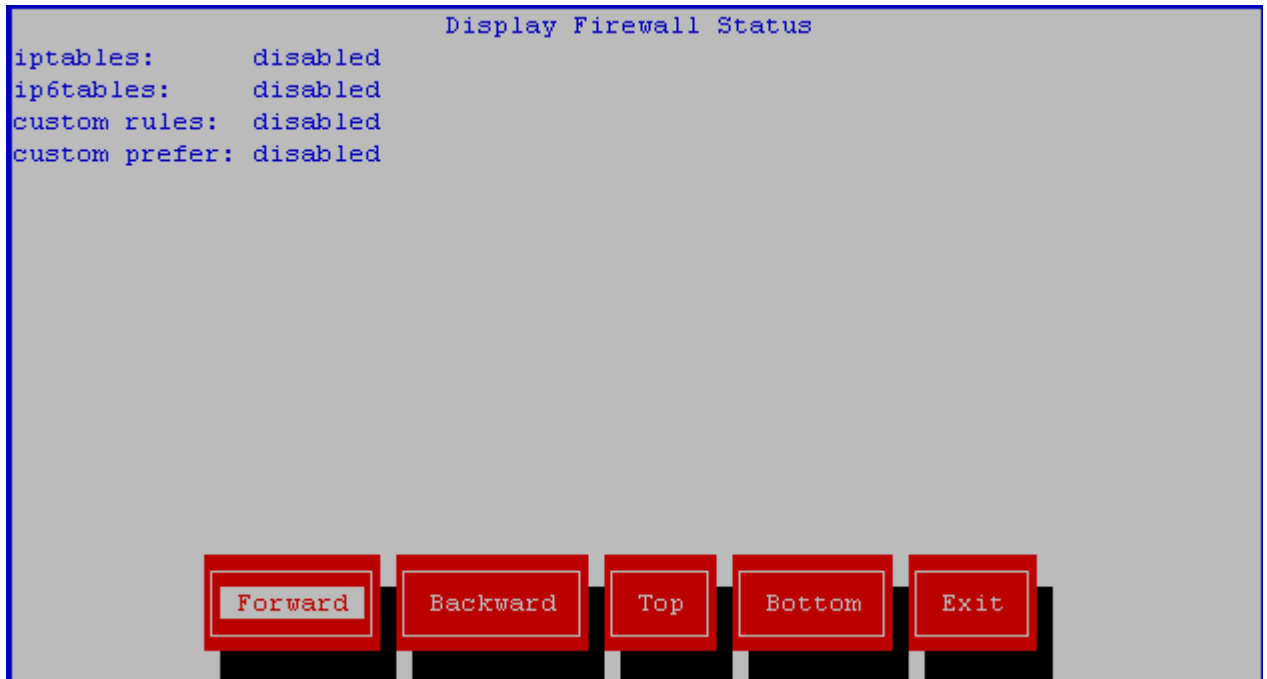 Display Firewall Status
iptables: disabled
ip6tables: disabled
custom rules: disabled
custom prefer: disabled
Forward Backward Top Bottom Exit